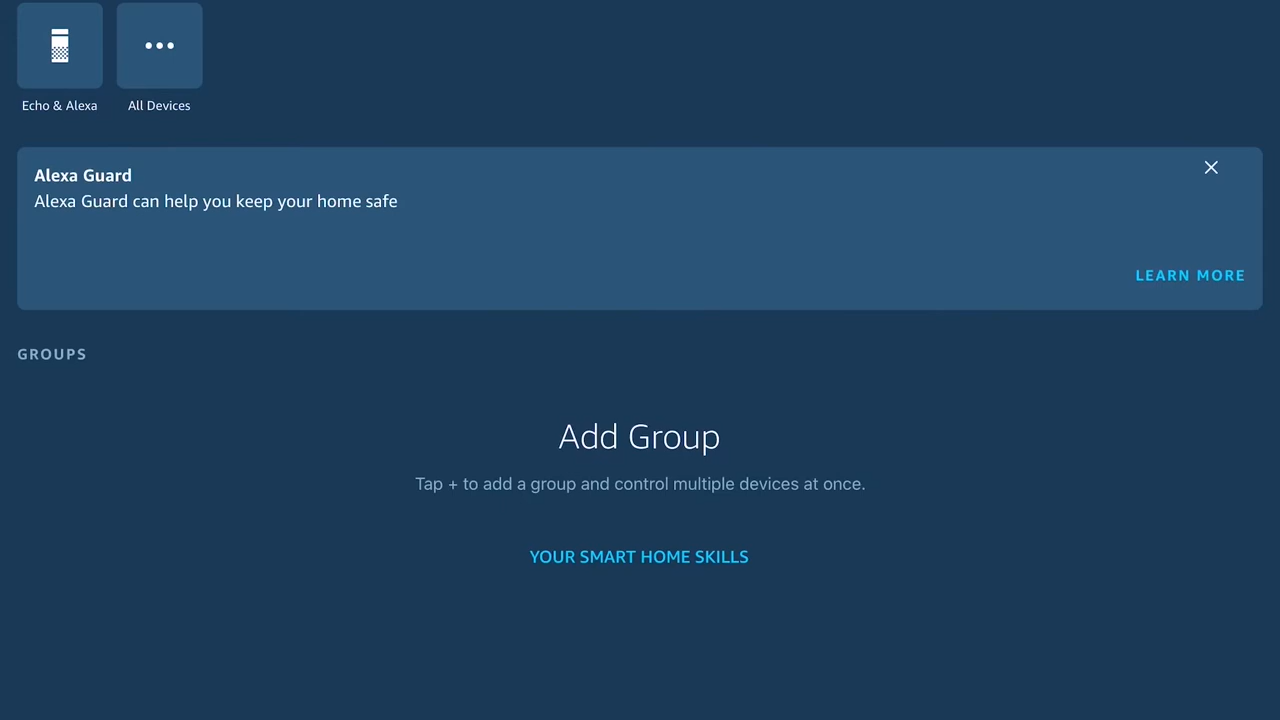 Echo & Alexa
All Devices
Alexa Guard
Alexa Guard can help you keep your home safe
LEARN MORE
GROUPS
Add Group
Tap + to add a group and control multiple devices at once.
YOUR SMART HOME SKILLS